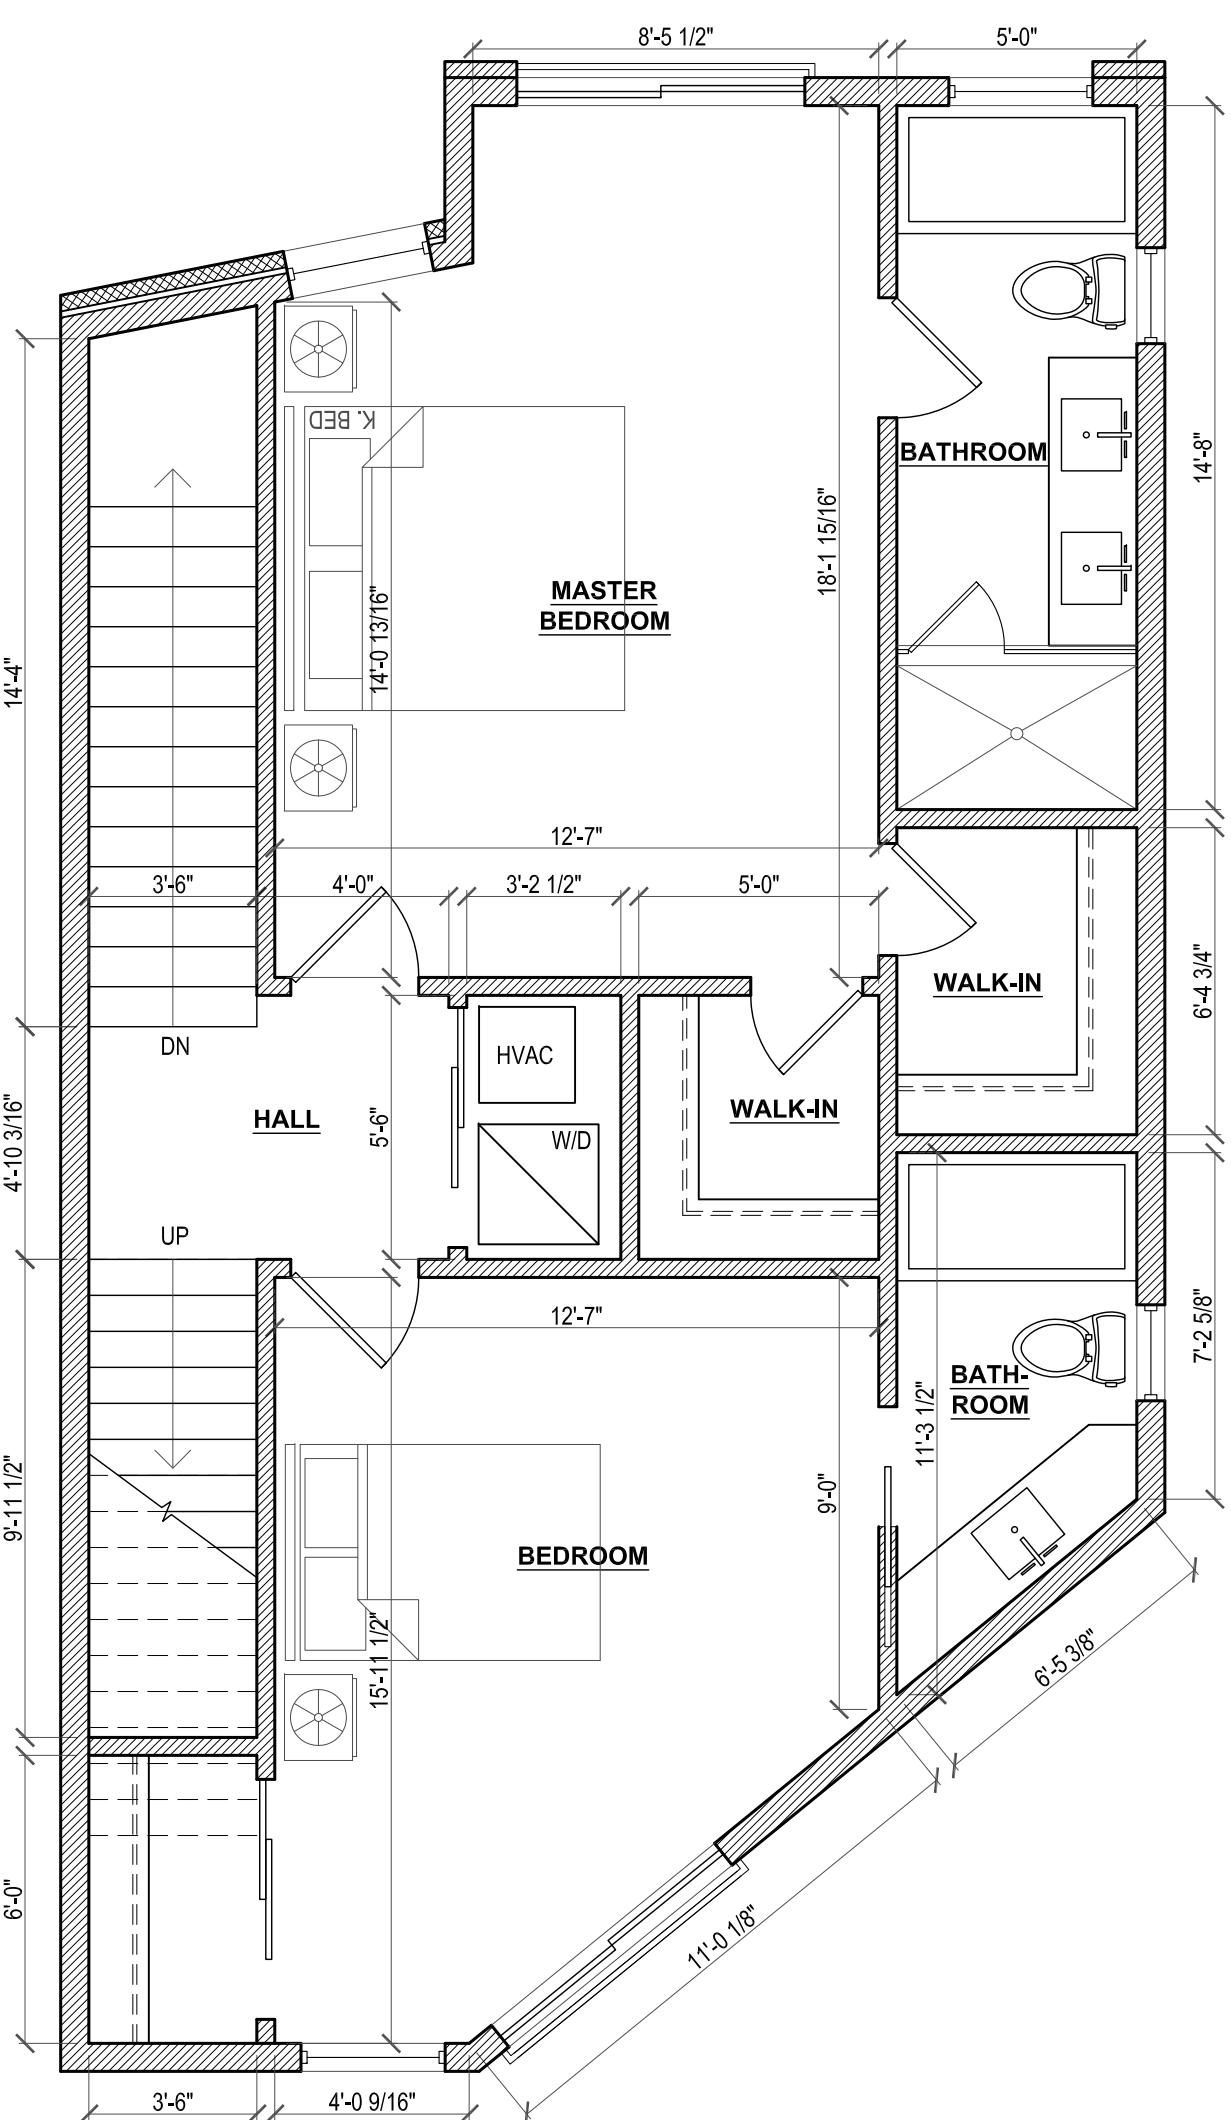 8'-5 1/2"
5'-0"
K. BED
BATHROOM
14'-8"
18'-1 15/16"
MASTER
BEDROOM
14'-0 13/16"
14'-4"
12'-7"
3'-6"
4'-0"
3'-2 1/2"
5'-0"
WALK-IN
6'-4 3/4"
DN
HVAC
HALL
5'-6"
W/D
WALK-IN
4'-10 3/16"
UP
12'-7"
7'-2 5/8"
BATH-
ROOM
11'-3 1/2"
9'-11 1/2"
9'-0"
BEDROOM
15'-11 1/2"
6'-5 3/8"
6'-0"
11'-0 1/8"
3'-6"
4'-0 9/16"